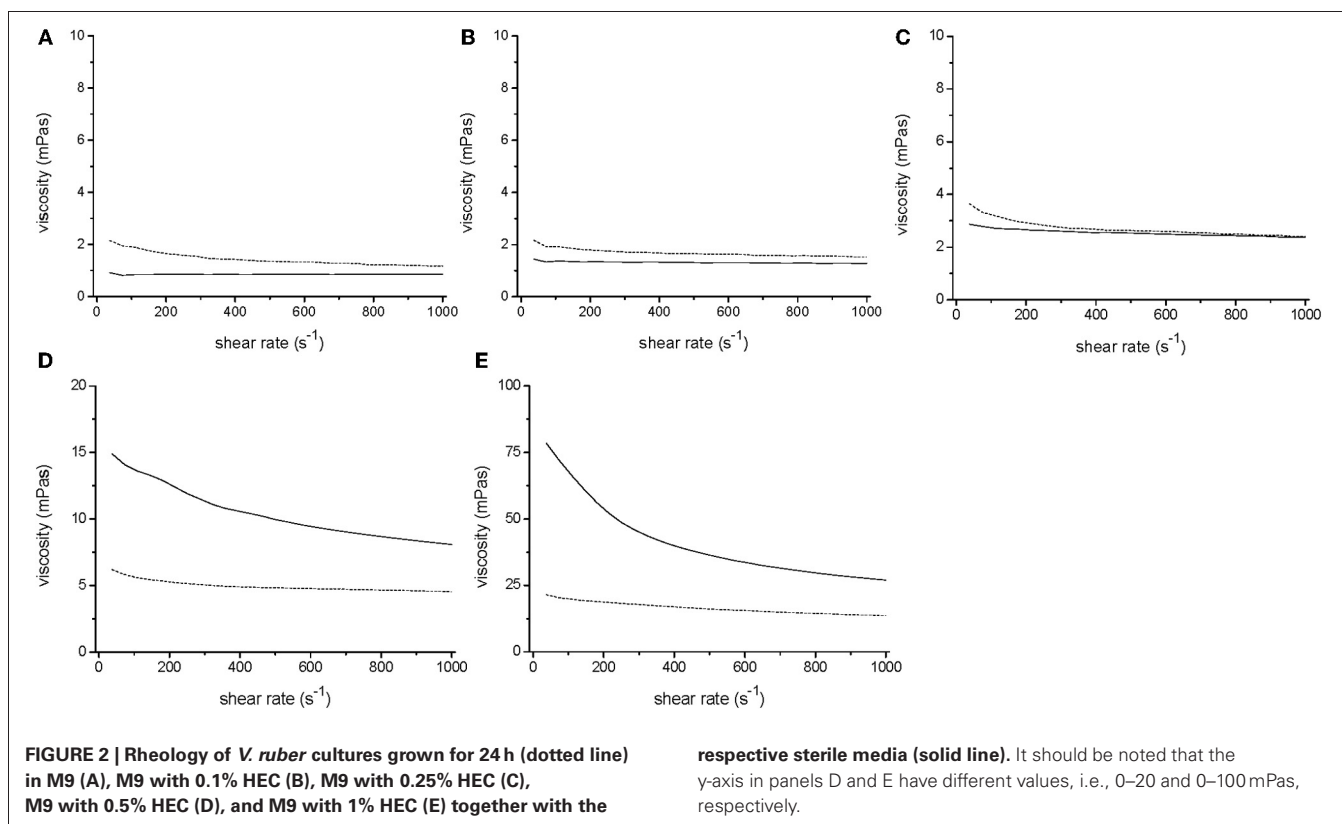 A
10
8
6
4
2
0
viscosity (mPas)
0 200 400 600 800 1000
shear rate (s⁻¹)
B
10
8
6
4
2
0
viscosity (mPas)
0 200 400 600 800 1000
shear rate (s⁻¹)
C
10
8
6
4
2
0
viscosity (mPas)
0 200 400 600 800 1000
shear rate (s⁻¹)
D
20
15
10
5
0
viscosity (mPas)
0 200 400 600 800 1000
shear rate (s⁻¹)
E
100
75
50
25
0
viscosity (mPas)
0 200 400 600 800 1000
shear rate (s⁻¹)
FIGURE 2 | Rheology of V. ruber cultures grown for 24 h (dotted line)
in M9 (A), M9 with 0.1% HEC (B), M9 with 0.25% HEC (C),
M9 with 0.5% HEC (D), and M9 with 1% HEC (E) together with the
respective sterile media (solid line). It should be noted that the
y-axis in panels D and E have different values, i.e., 0–20 and 0–100 mPas,
respectively.